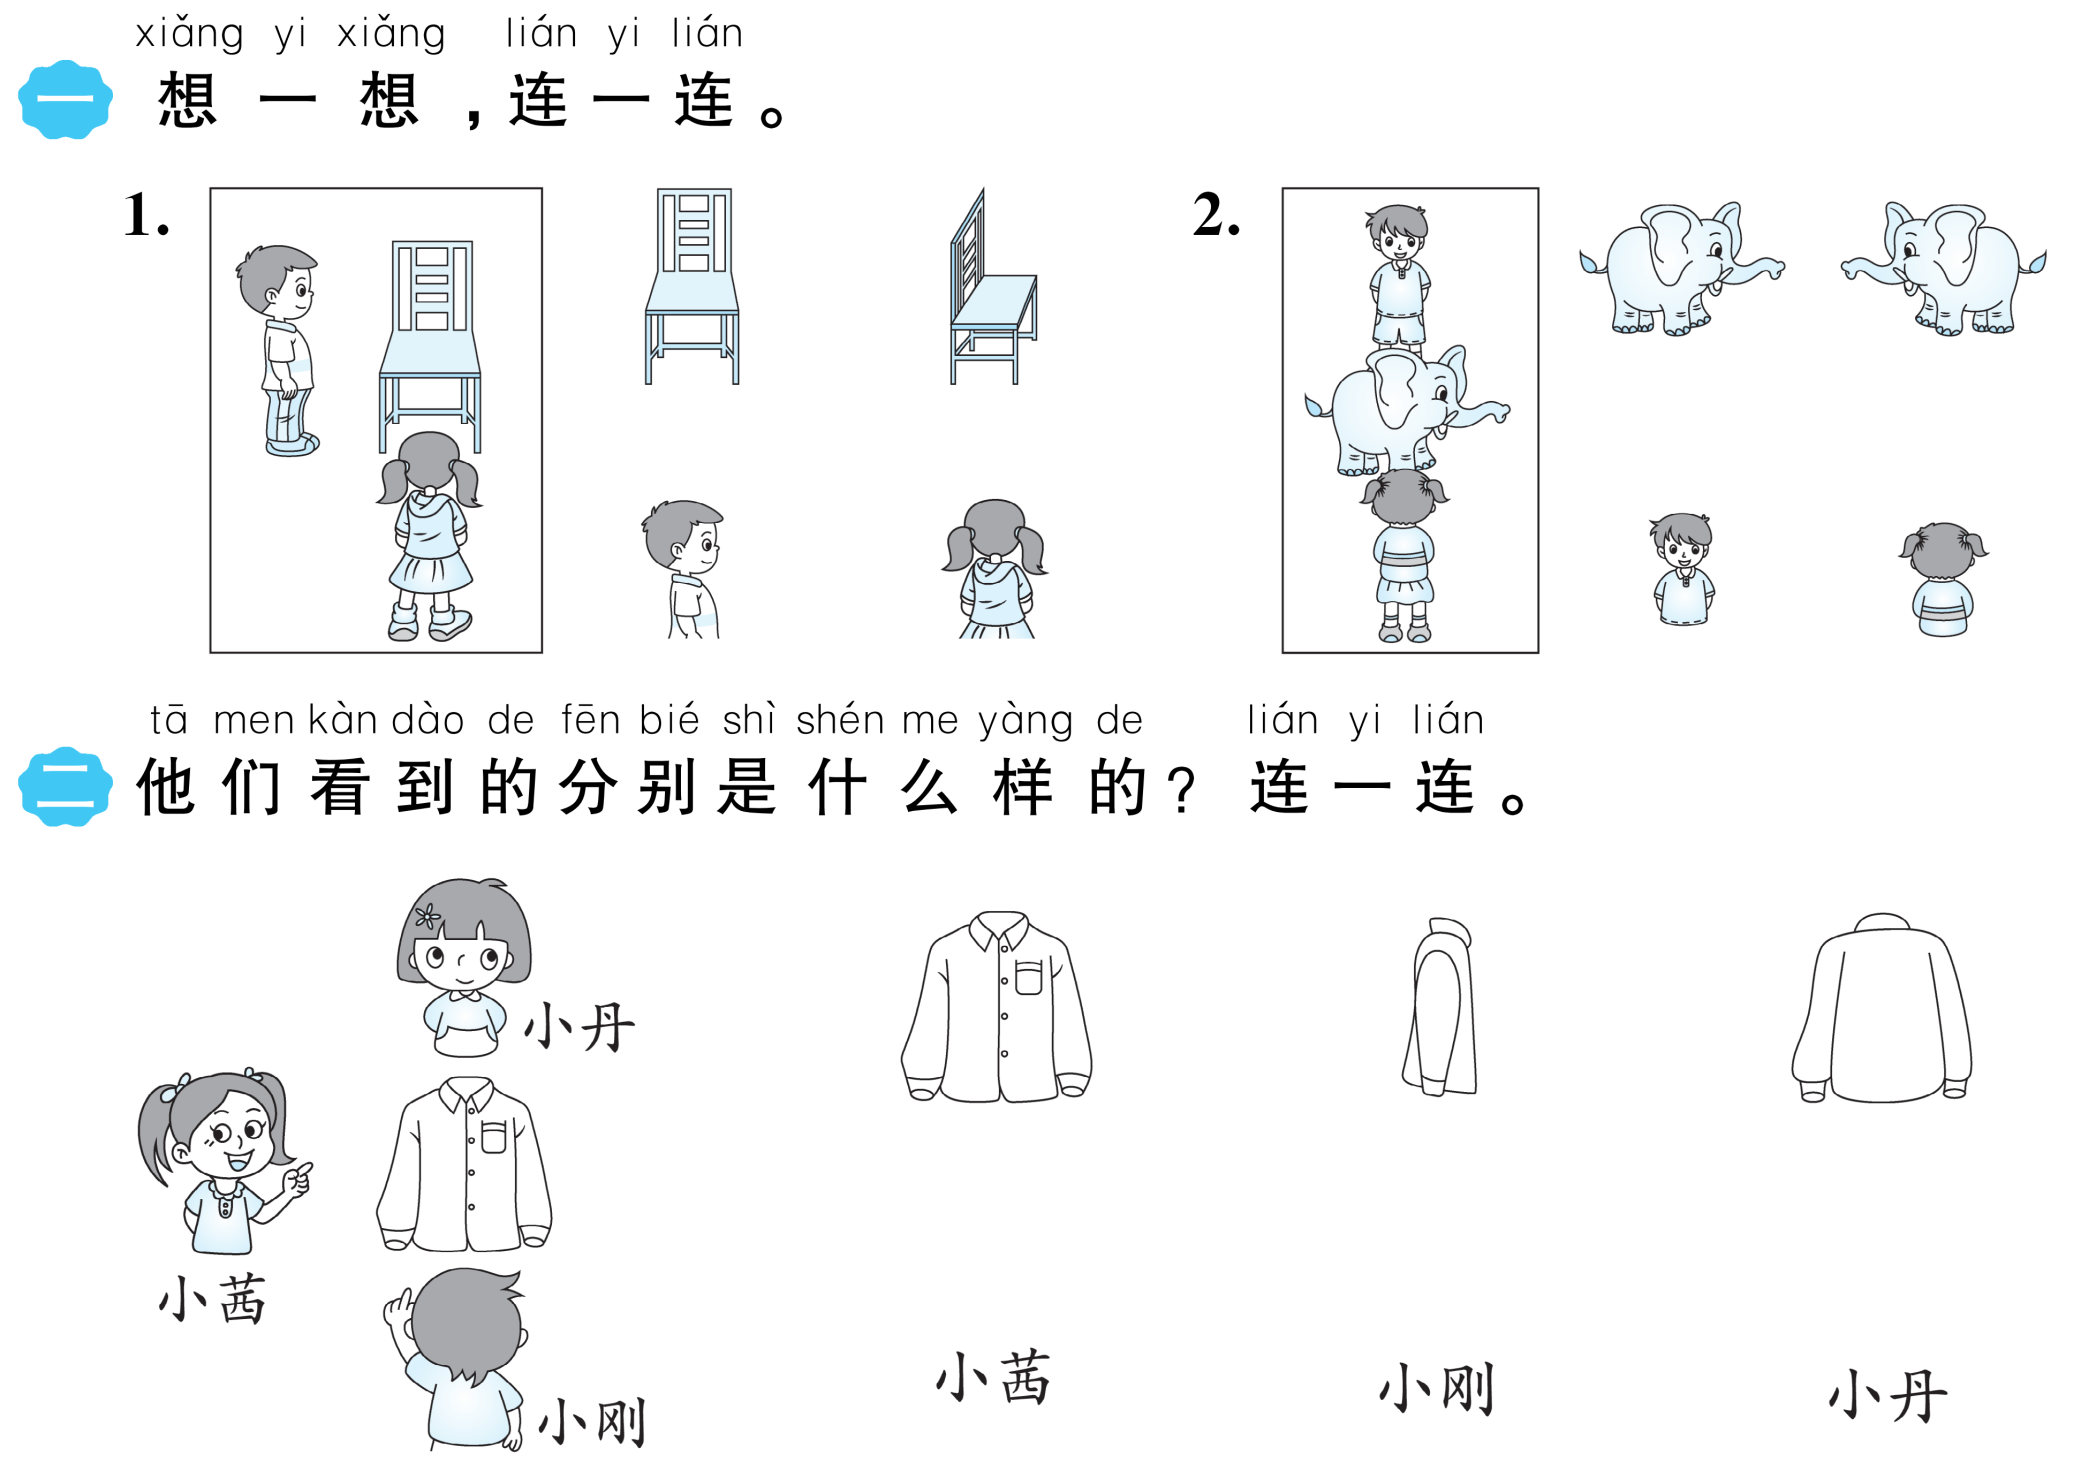 xiǎng yi xiǎng lián yi lián
一 想一想,连一连。
1. 2.
tā men kàn dào de fēn bié shì shén me yàng de lián yi lián
二 他们看到的分别是什么样的? 连一连。
小丹
小茜
小刚
小茜 小刚 小丹